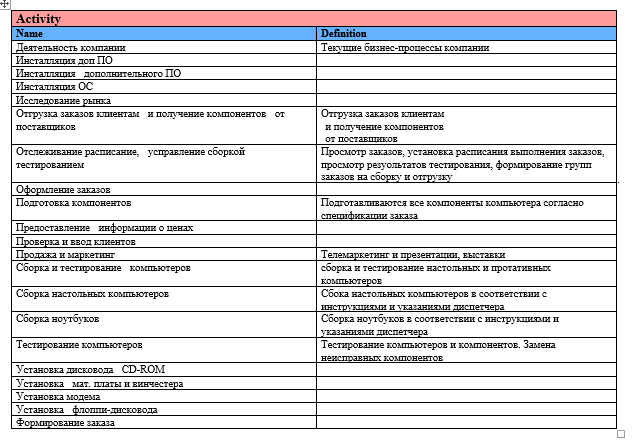 Activity
Name Definition
Деятельность компании Текущие бизнес-процессы компании
Инсталляция доп ПО
Инсталляция дополнительного ПО
Инсталляция ОС
Исследование рынка
Отгрузка заказов клиентам и получение компонентов от поставщиков
Отгрузка заказов клиентам
и получение компонентов
от поставщиков
Отслеживание расписание, усправление сборкой
тестированием
Просмотр заказов, установка расписания выполнения заказов,
просмотр результатов тестирования, формирование групп
заказов на сборку и отгрузку
Оформление заказов
Подготовка компонентов
Подготавливаются все компоненты компьютера согласно
спецификации заказа
Предоставление информации о ценах
Проверка и ввод клиентов
Продажа и маркетинг Телемаркетинг и презентации, выставки
Сборка и тестирование компьютеров
сборка и тестирование настольных и протативных
компьютеров
Сборка настольных компьютеров
Сбока настольных компьютеров в соответствии с
инструкциями и указаниями диспетчера
Сборка ноутбуков
Сборка ноутбуков в соответствии с инструкциями и
указаниями диспетчера
Тестирование компьютеров
Тестирование компьютеров и компонентов. Замена
неисправных компонентов
Установка дисковода CD-ROM
Установка мат. платы и винчестера
Установка модема
Установка флоппи-дисковода
Формирование заказа